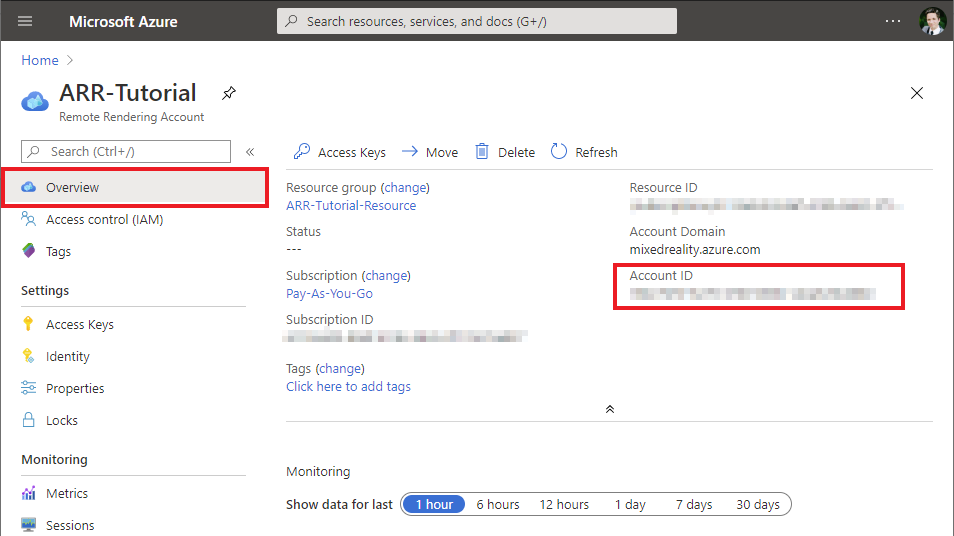 Microsoft Azure
Search resources, services, and docs (G+/)
Home
ARR-Tutorial
Remote Rendering Account
Search (Ctrl+/)
Overview
Access control (IAM)
Tags
Settings
Access Keys
Identity
Properties
Locks
Monitoring
Metrics
Sessions
Access Keys
Move
Delete
Refresh
Resource group (change)
ARR-Tutorial-Resource
Status
---
Subscription (change)
Pay-As-You-Go
Subscription ID
Tags (change)
Click here to add tags
Resource ID
Account Domain
mixedreality.azure.com
Account ID
Monitoring
Show data for last 1 hour 6 hours 12 hours 1 day 7 days 30 days